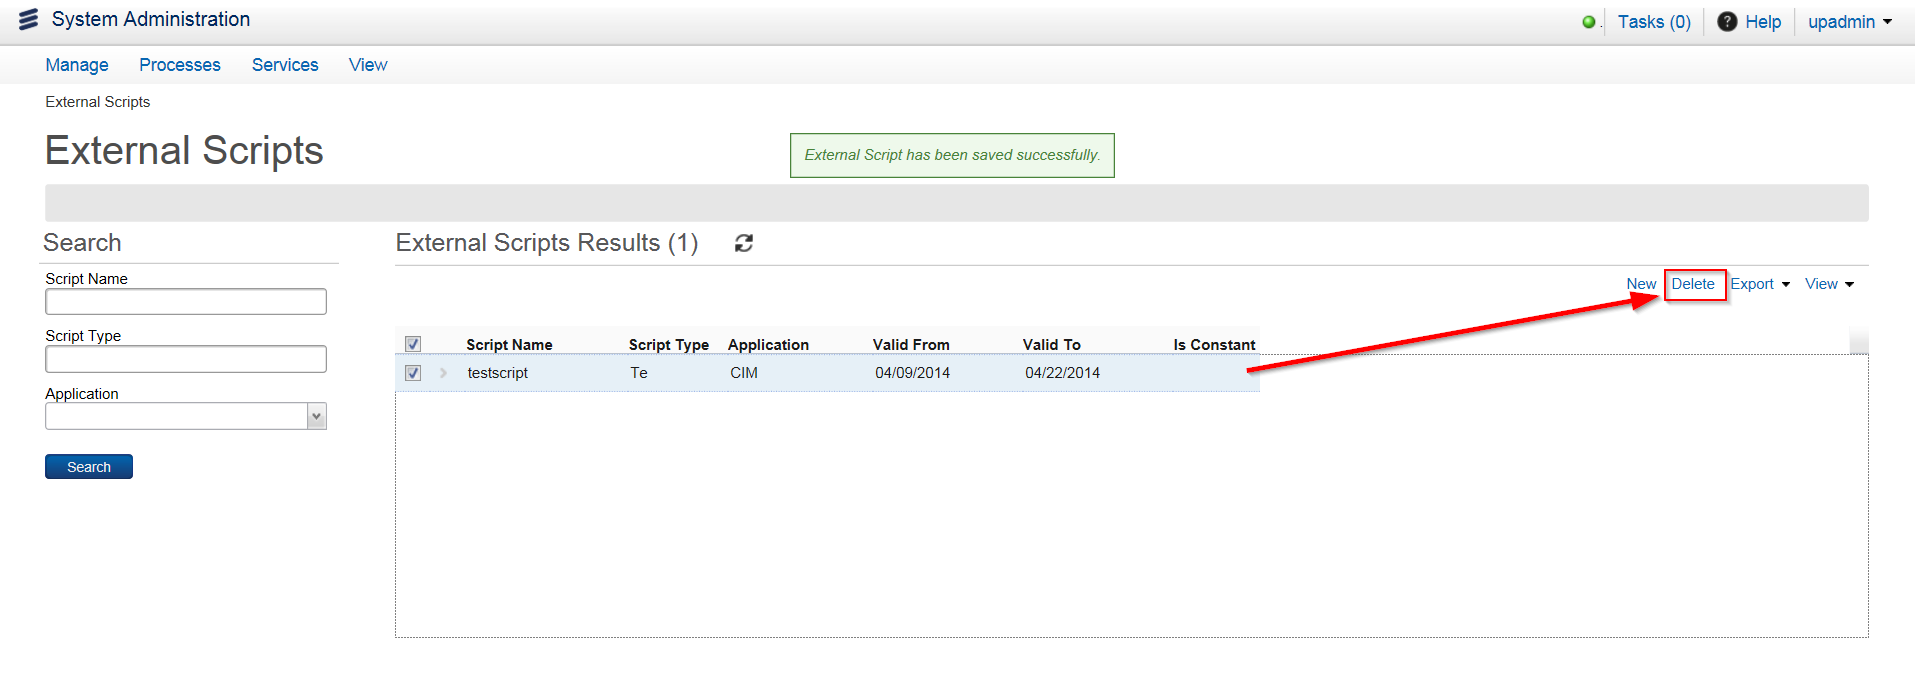 System Administration
. Tasks (0) ? Help upadmin
Manage Processes Services View
External Scripts
External Scripts
External Script has been saved successfully.
Search
Script Name
Script Type
Application
Search
External Scripts Results (1)
New Delete Export View
Script Name Script Type Application Valid From Valid To Is Constant
testscript Te CIM 04/09/2014 04/22/2014